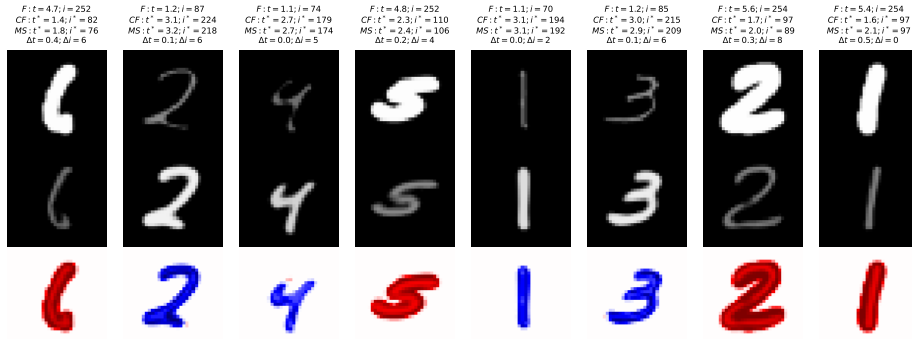 F : t = 4.7; i = 252
CF : t* = 1.4; i* = 82
MS : t* = 1.8; i* = 76
Δt = 0.4; Δi = 6
F : t = 1.2; i = 87
CF : t* = 3.1; i* = 224
MS : t* = 3.2; i* = 218
Δt = 0.1; Δi = 6
F : t = 1.1; i = 74
CF : t* = 2.7; i* = 179
MS : t* = 2.7; i* = 174
Δt = 0.0; Δi = 5
F : t = 4.8; i = 252
CF : t* = 2.3; i* = 110
MS : t* = 2.4; i* = 106
Δt = 0.2; Δi = 4
F : t = 1.1; i = 70
CF : t* = 3.1; i* = 194
MS : t* = 3.1; i* = 192
Δt = 0.0; Δi = 2
F : t = 1.2; i = 85
CF : t* = 3.0; i* = 215
MS : t* = 2.9; i* = 209
Δt = 0.1; Δi = 6
F : t = 5.6; i = 254
CF : t* = 1.7; i* = 97
MS : t* = 2.0; i* = 89
Δt = 0.3; Δi = 8
F : t = 5.4; i = 254
CF : t* = 1.6; i* = 97
MS : t* = 2.1; i* = 97
Δt = 0.5; Δi = 0
6 2 4 5 1 3 2 1
6 2 4 5 1 3 2 1
6 2 4 5 1 3 2 1